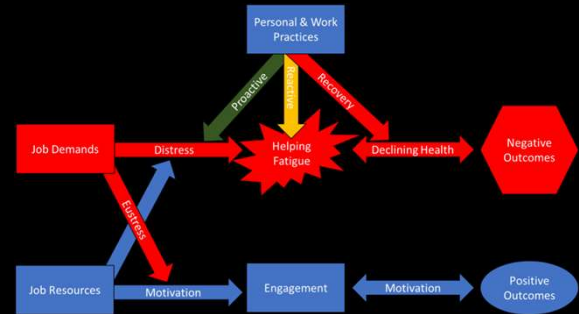 Personal & Work
Practices
Proactive
Reactive
Recovery
Job Demands
Distress
Helping
Fatigue
Declining Health
Negative
Outcomes
Eustress
Job Resources
Motivation
Engagement
Motivation
Positive
Outcomes